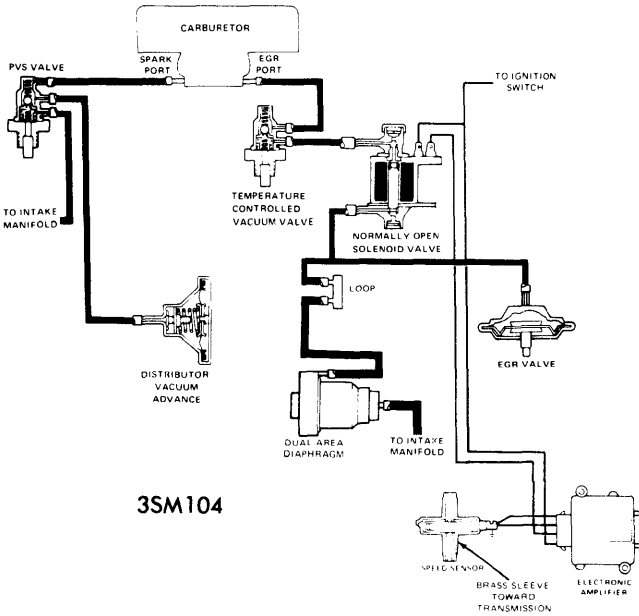 CARBURETOR
PVS VALVE
SPARK
PORT
EGR
PORT
TO IGNITION
SWITCH
TO INTAKE
MANIFOLD
TEMPERATURE
CONTROLLED
VACUUM VALVE
NORMALLY OPEN
SOLENOID VALVE
LOOP
DISTRIBUTOR
VACUUM
ADVANCE
EGR VALVE
DUAL AREA
DIAPHRAGM
TO INTAKE
MANIFOLD
3SM104
SPEED SENSOR
BRASS SLEEVE
TOWARD
TRANSMISSION
ELECTRONIC
AMPLIFIER